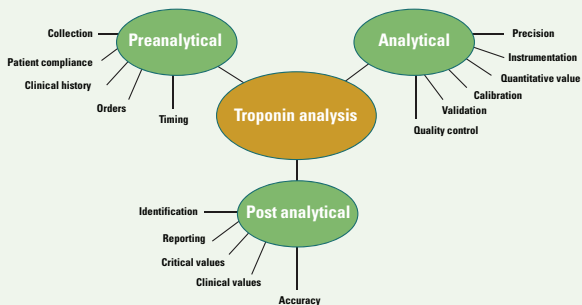 Preanalytical
Collection
Patient compliance
Clinical history
Orders
Timing
Analytical
Precision
Instrumentation
Quantitative value
Calibration
Validation
Quality control
Troponin analysis
Post analytical
Identification
Reporting
Critical values
Clinical values
Accuracy